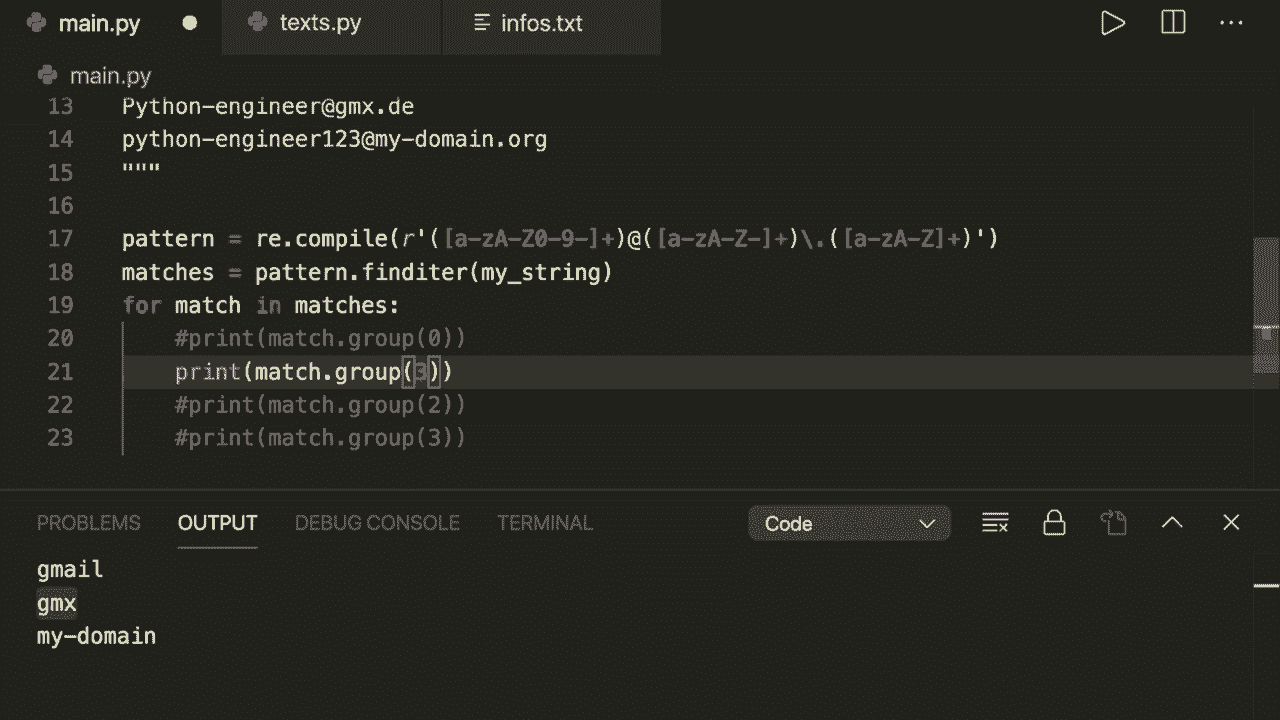 main.py texts.py infos.txt
main.py
13 Python-engineer@gmx.de
14 python-engineer123@my-domain.org
15 """
16
17 pattern = re.compile(r'([a-zA-Z0-9-]+)@([a-zA-Z-]+)\.([a-zA-Z]+)')
18 matches = pattern.finditer(my_string)
19 for match in matches:
20 #print(match.group(0))
21 print(match.group(3))
22 #print(match.group(2))
23 #print(match.group(3))
PROBLEMS OUTPUT DEBUG CONSOLE TERMINAL Code
gmail
gmx
my-domain